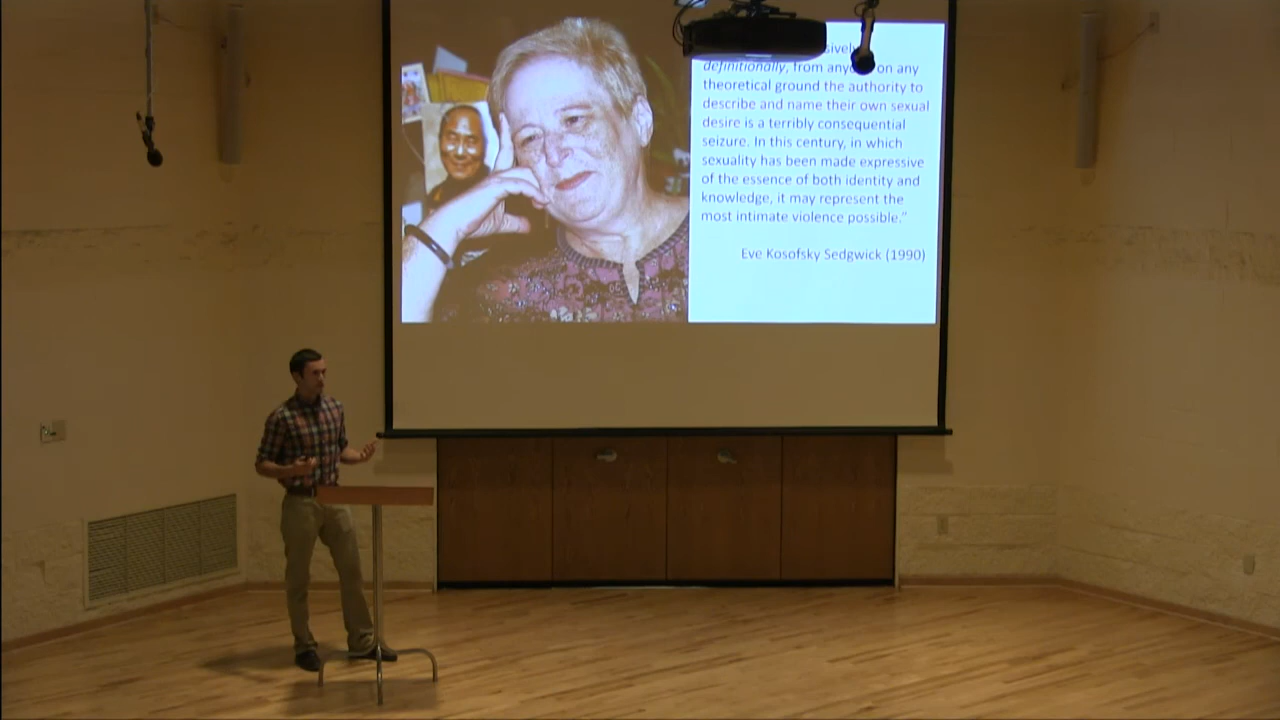 sively
definitionally, from anyone on any
theoretical ground the authority to
describe and name their own sexual
desire is a terribly consequential
seizure. In this century, in which
sexuality has been made expressive
of the essence of both identity and
knowledge, it may represent the
most intimate violence possible.”
Eve Kosofsky Sedgwick (1990)